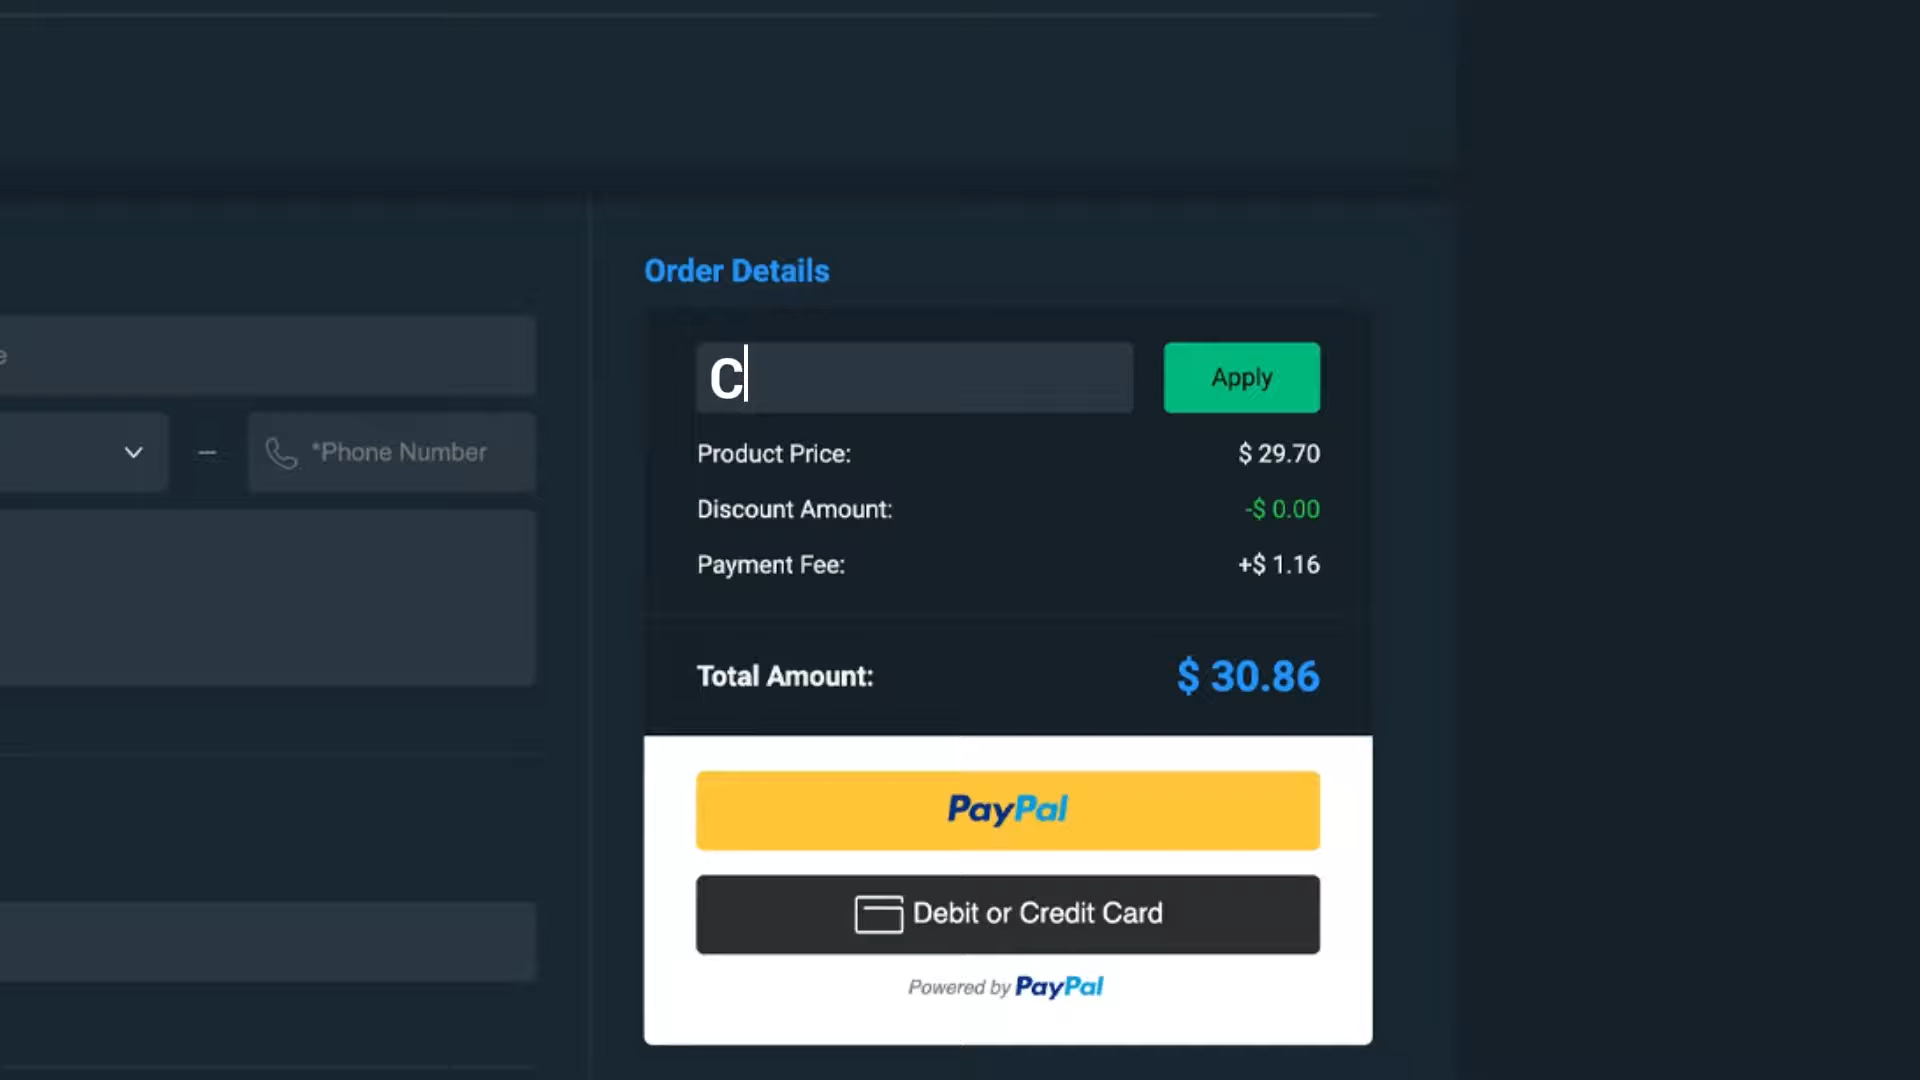 Order Details
C
Apply
Product Price: $ 29.70
Discount Amount: -$ 0.00
*Phone Number
Payment Fee: +$ 1.16
Total Amount: $ 30.86
PayPal
Debit or Credit Card
Powered by PayPal